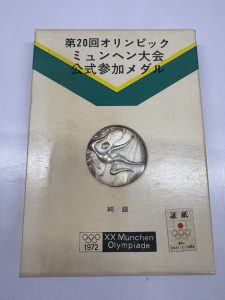 第20回オリンピック
ミュンヘン大会
公式参加メダル
純銀
証紙
1972
XX München
Olympiade